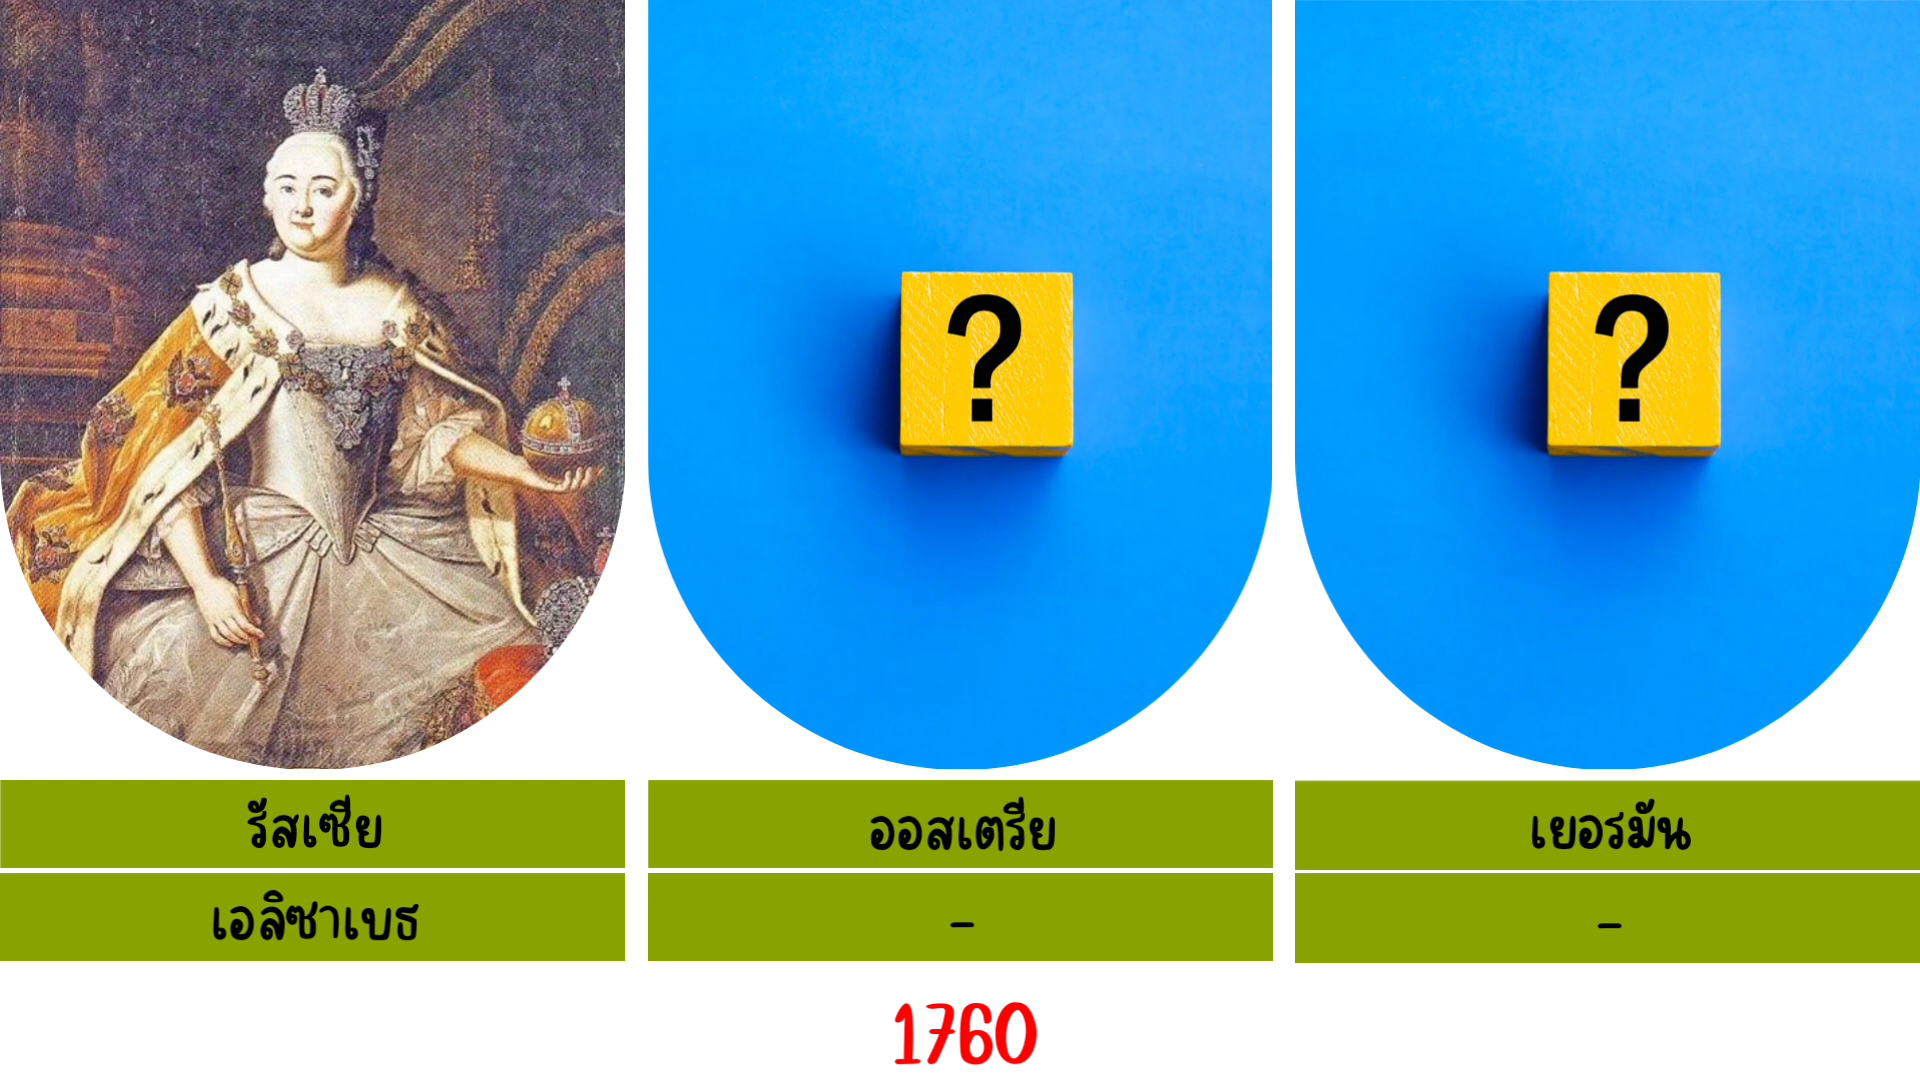 ?
?
รัสเซีย
ออสเตรีย
เยอรมัน
เอลิซาเบธ
-
-
1760